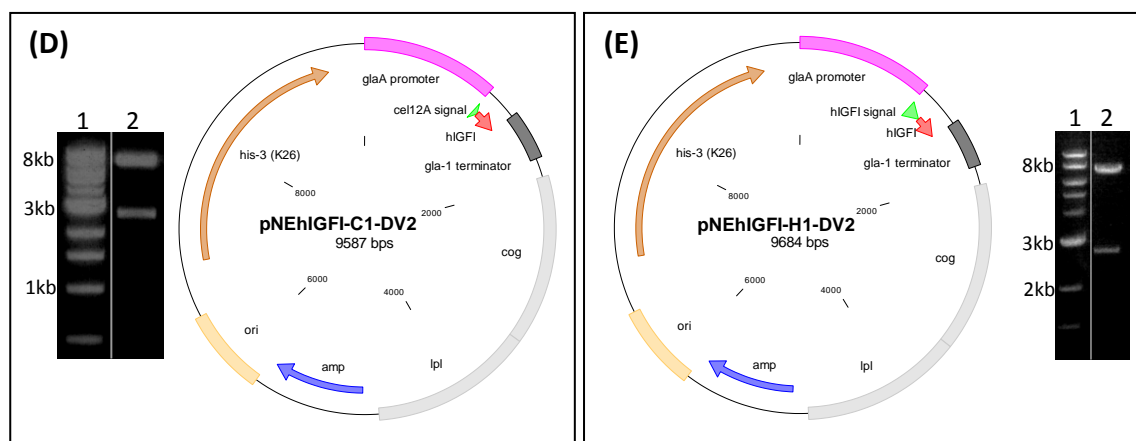 (D)
1 2
8kb
3kb
1kb
glaA promoter
cel12A signal
hIGFI
gla-1 terminator
his-3 (K26)
8000
2000
pNEhIGFI-C1-DV2
9587 bps
cog
6000
4000
ori
amp
lpl
(E)
glaA promoter
hIGFI signal
hIGFI
gla-1 terminator
his-3 (K26)
8000
2000
pNEhIGFI-H1-DV2
9684 bps
cog
6000
4000
ori
amp
lpl
1 2
8kb
3kb
2kb